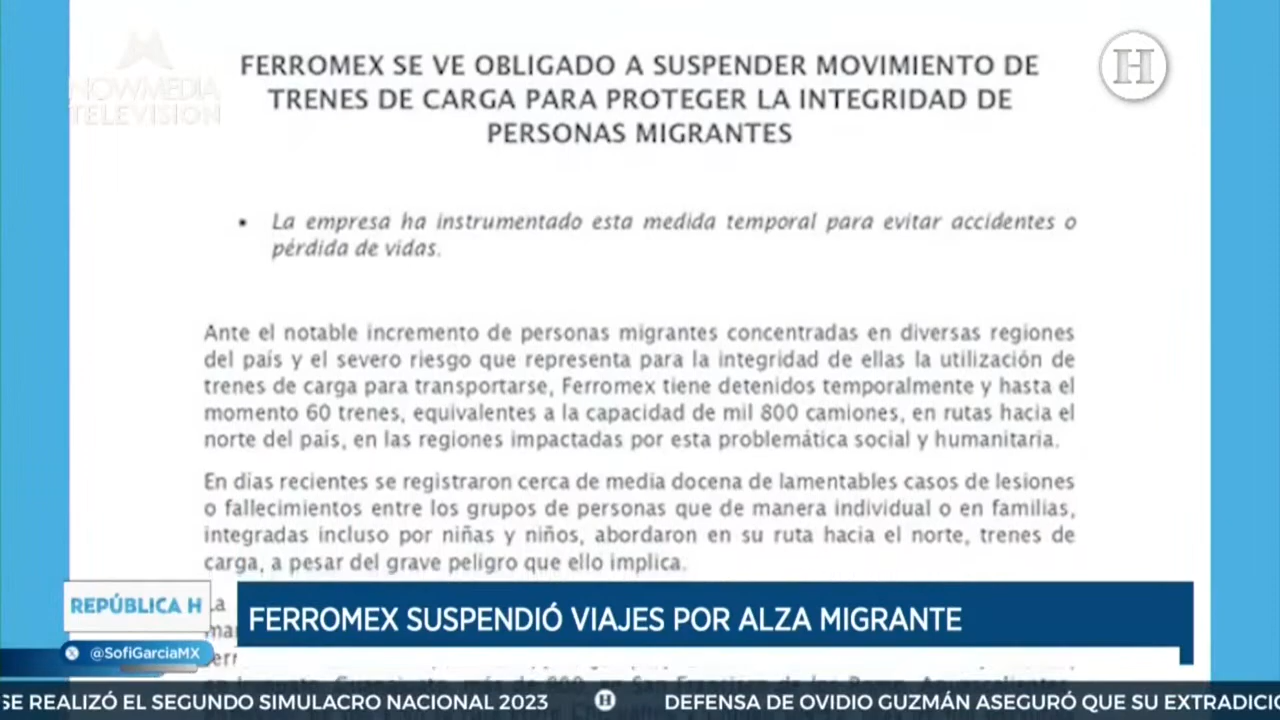 NOWMEDIA
TELEVISION
H
FERROMEX SE VE OBLIGADO A SUSPENDER MOVIMIENTO DE
TRENES DE CARGA PARA PROTEGER LA INTEGRIDAD DE
PERSONAS MIGRANTES
• La empresa ha instrumentado esta medida temporal para evitar accidentes o
pérdida de vidas.
Ante el notable incremento de personas migrantes concentradas en diversas regiones
del país y el severo riesgo que representa para la integridad de ellas la utilización de
trenes de carga para transportarse, Ferromex tiene detenidos temporalmente y hasta el
momento 60 trenes, equivalentes a la capacidad de mil 800 camiones, en rutas hacia el
norte del país, en las regiones impactadas por esta problemática social y humanitaria.
En días recientes se registraron cerca de media docena de lamentables casos de lesiones
o fallecimientos entre los grupos de personas que de manera individual o en familias,
integradas incluso por niñas y niños, abordaron en su ruta hacia el norte, trenes de
carga, a pesar del grave peligro que ello implica.
REPÚBLICA H
FERROMEX SUSPENDIÓ VIAJES POR ALZA MIGRANTE
@SofiGarciaMX
SE REALIZÓ EL SEGUNDO SIMULACRO NACIONAL 2023 H DEFENSA DE OVIDIO GUZMÁN ASEGURÓ QUE SU EXTRADICI